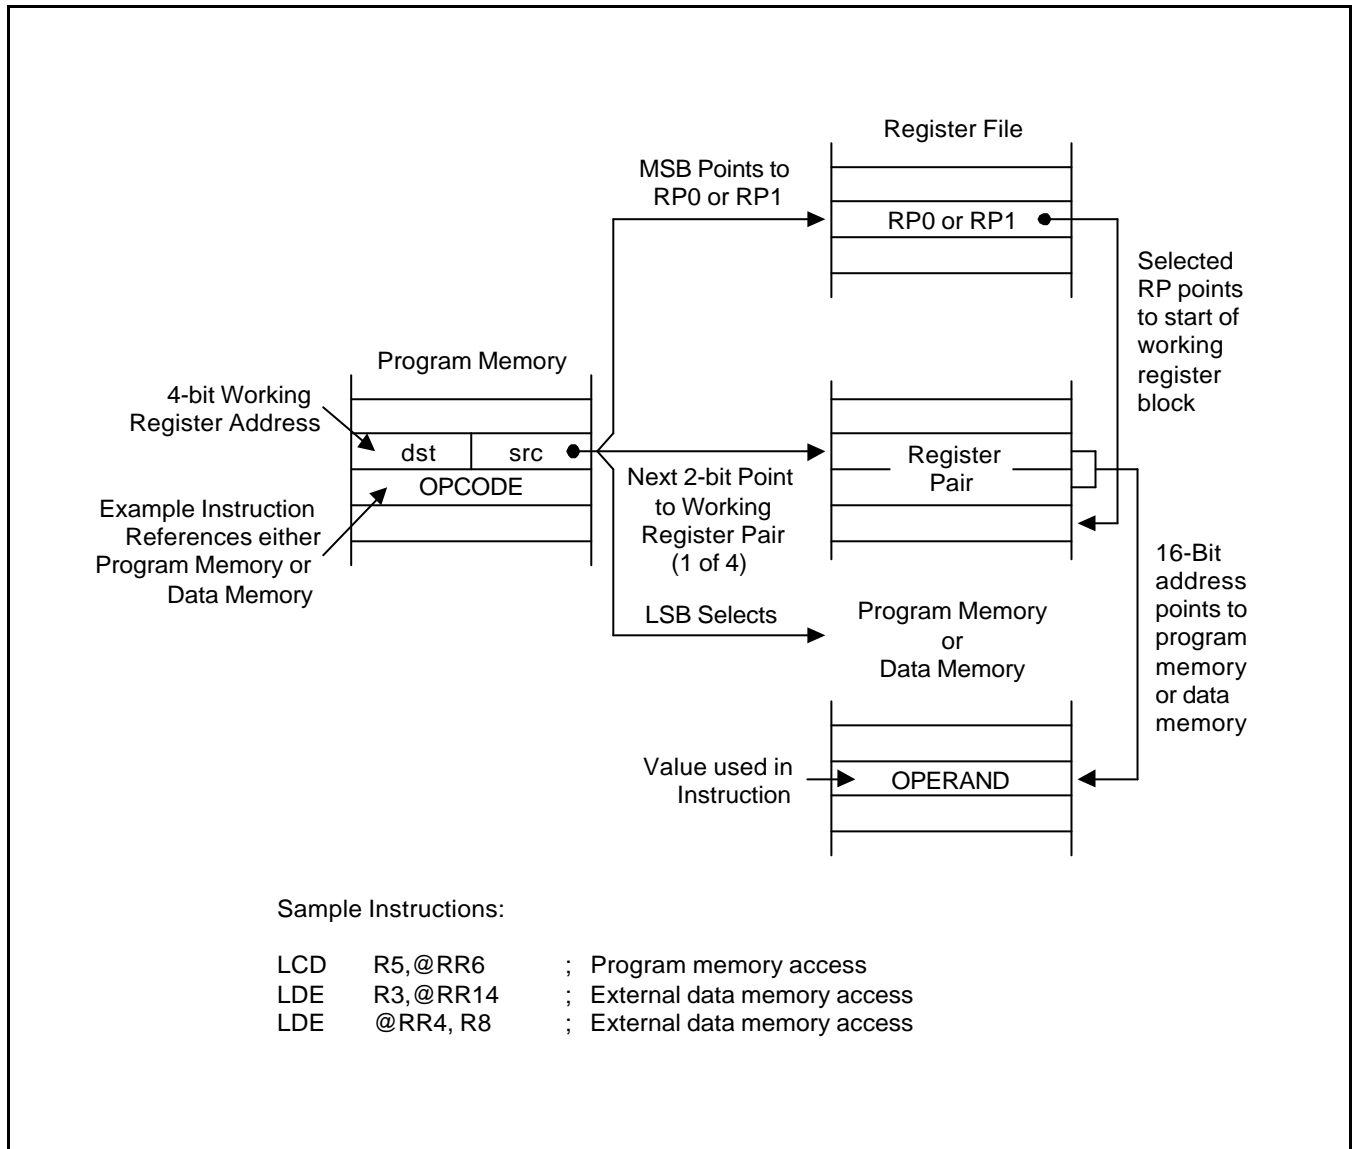 Register File
MSB Points to
RP0 or RP1
RP0 or RP1
Selected
RP points
to start of
working
register
block
Program Memory
4-bit Working
Register Address
dst src
OPCODE
Example Instruction
References either
Program Memory or
Data Memory
Next 2-bit Point
to Working
Register Pair
(1 of 4)
Register
Pair
LSB Selects
Program Memory
or
Data Memory
16-Bit
address
points to
program
memory
or data
memory
Value used in
Instruction
OPERAND
Sample Instructions:
LCD R5,@RR6 ; Program memory access
LDE R3,@RR14 ; External data memory access
LDE @RR4, R8 ; External data memory access